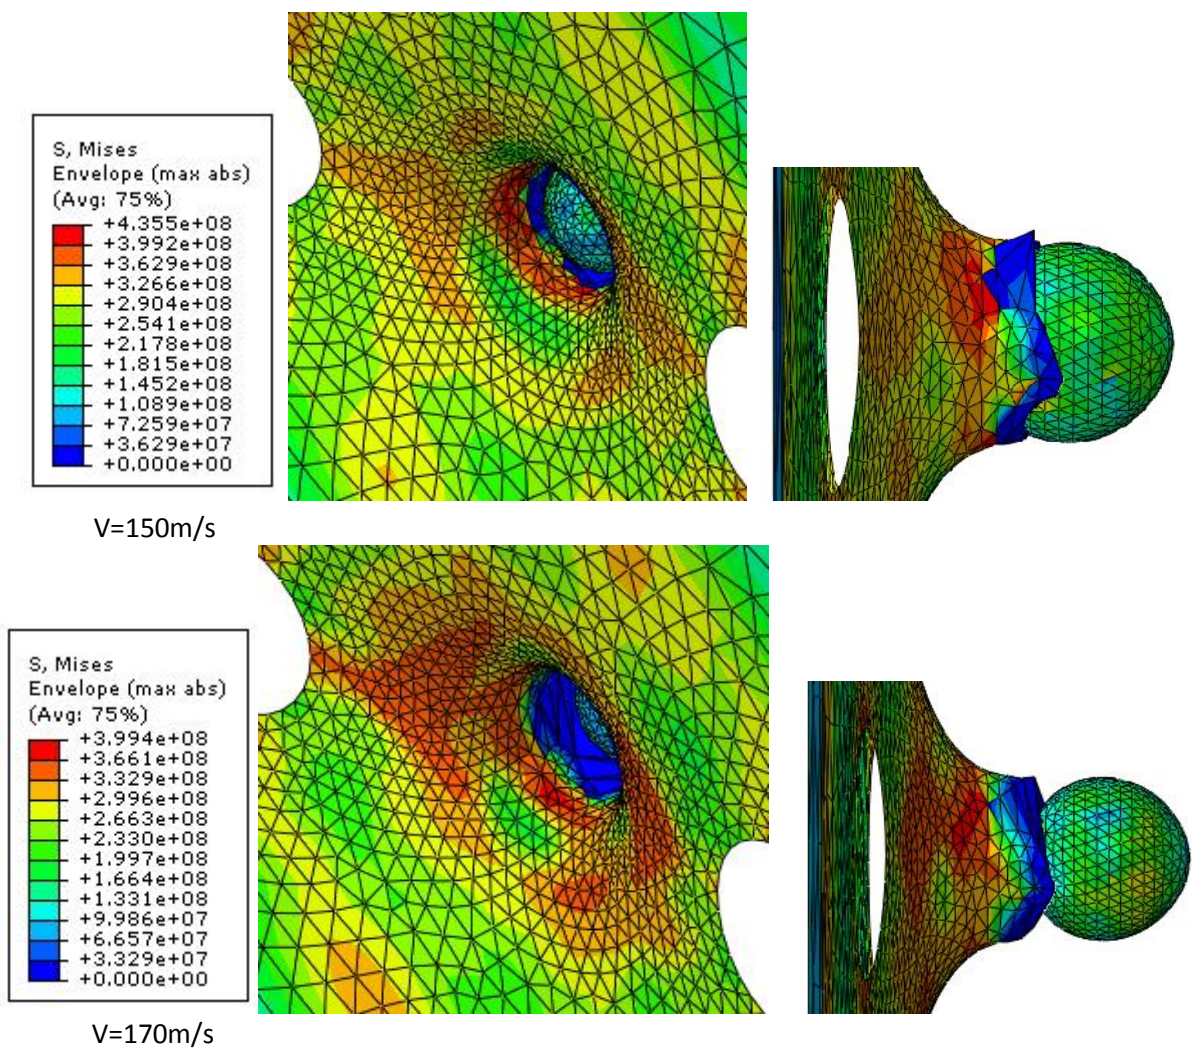 S, Mises
Envelope (max abs)
(Avg: 75%)
+4.355e+08
+3.992e+08
+3.629e+08
+3.266e+08
+2.904e+08
+2.541e+08
+2.178e+08
+1.815e+08
+1.452e+08
+1.089e+08
+7.259e+07
+3.629e+07
+0.000e+00
V=150m/s
S, Mises
Envelope (max abs)
(Avg: 75%)
+3.994e+08
+3.661e+08
+3.329e+08
+2.996e+08
+2.663e+08
+2.330e+08
+1.997e+08
+1.664e+08
+1.331e+08
+9.986e+07
+6.657e+07
+3.329e+07
+0.000e+00
V=170m/s